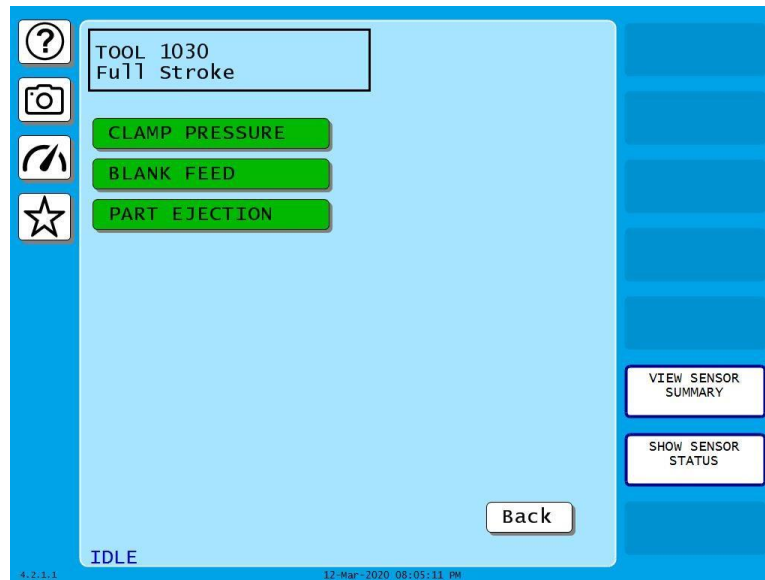 ?
TOOL 1030
Full Stroke
CLAMP PRESSURE
BLANK FEED
PART EJECTION
VIEW SENSOR
SUMMARY
SHOW SENSOR
STATUS
Back
IDLE
4.2.1.1
12-Mar-2020 08:05:11 PM